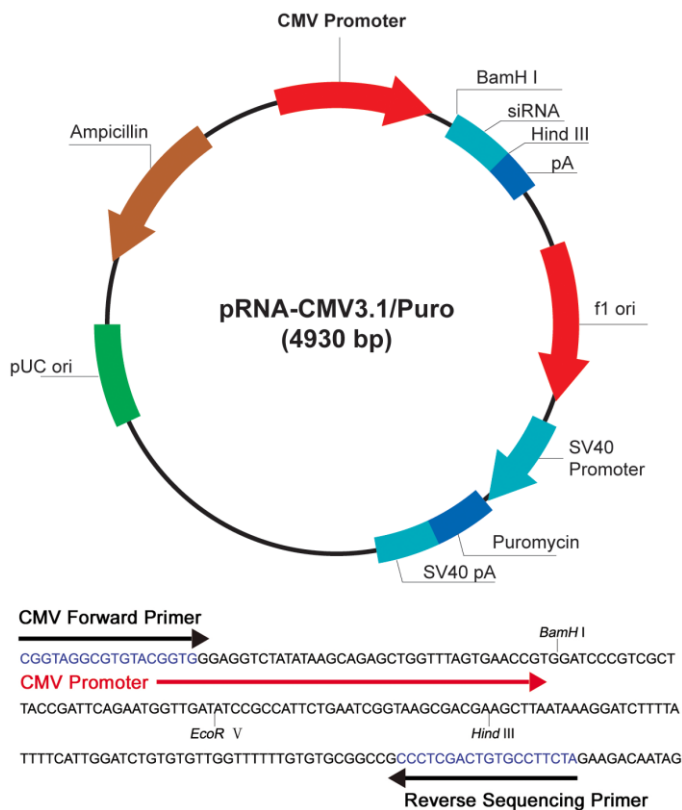 CMV Promoter
BamH I
siRNA
Hind III
pA
Ampicillin
pRNA-CMV3.1/Puro
(4930 bp)
f1 ori
pUC ori
SV40
Promoter
Puromycin
SV40 pA
CMV Forward Primer
BamH I
CGGTAGGCGTGTACGGTGGGAGGTCTATATAAGCAGAGCTGGTTTAGTGAACCGTGGATCCCGTCGCT
CMV Promoter
TACCGATTCAGAATGGTTGATATCCGCCATTCTGAATCGGTAAGCGACGAAGCTTAATAAAGGATCTTTTA
EcoR V
Hind III
TTTTCATTGGATCTGTGTGTTGGTTTTTTGTGTGCGGCCGCCCTCGACTGTGCCTTCTAGAAGACAATAG
Reverse Sequencing Primer